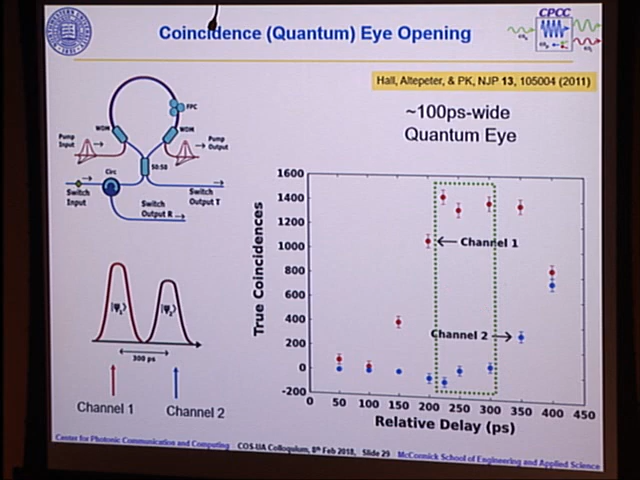 Coincidence (Quantum) Eye Opening
CPCC
Hall, Altepeter, & PK, NJP 13, 105004 (2011)
~100ps-wide
Quantum Eye
FPC
WDM
WDM
Pump
Input
Pump
Output
50:50
Circ
Switch
Input
Switch
Output T
Switch
Output R
|Ψ₁⟩
|Ψ₂⟩
300 ps
Channel 1
Channel 2
True Coincidences
1600
1400
1200
1000
800
600
400
200
0
-200
Channel 1
Channel 2
0 50 100 150 200 250 300 350 400 450
Relative Delay (ps)
Center for Photonic Communication and Computing
COS-UA Colloquium, 8th Feb 2018, Slide 29
McCormick School of Engineering and Applied Science